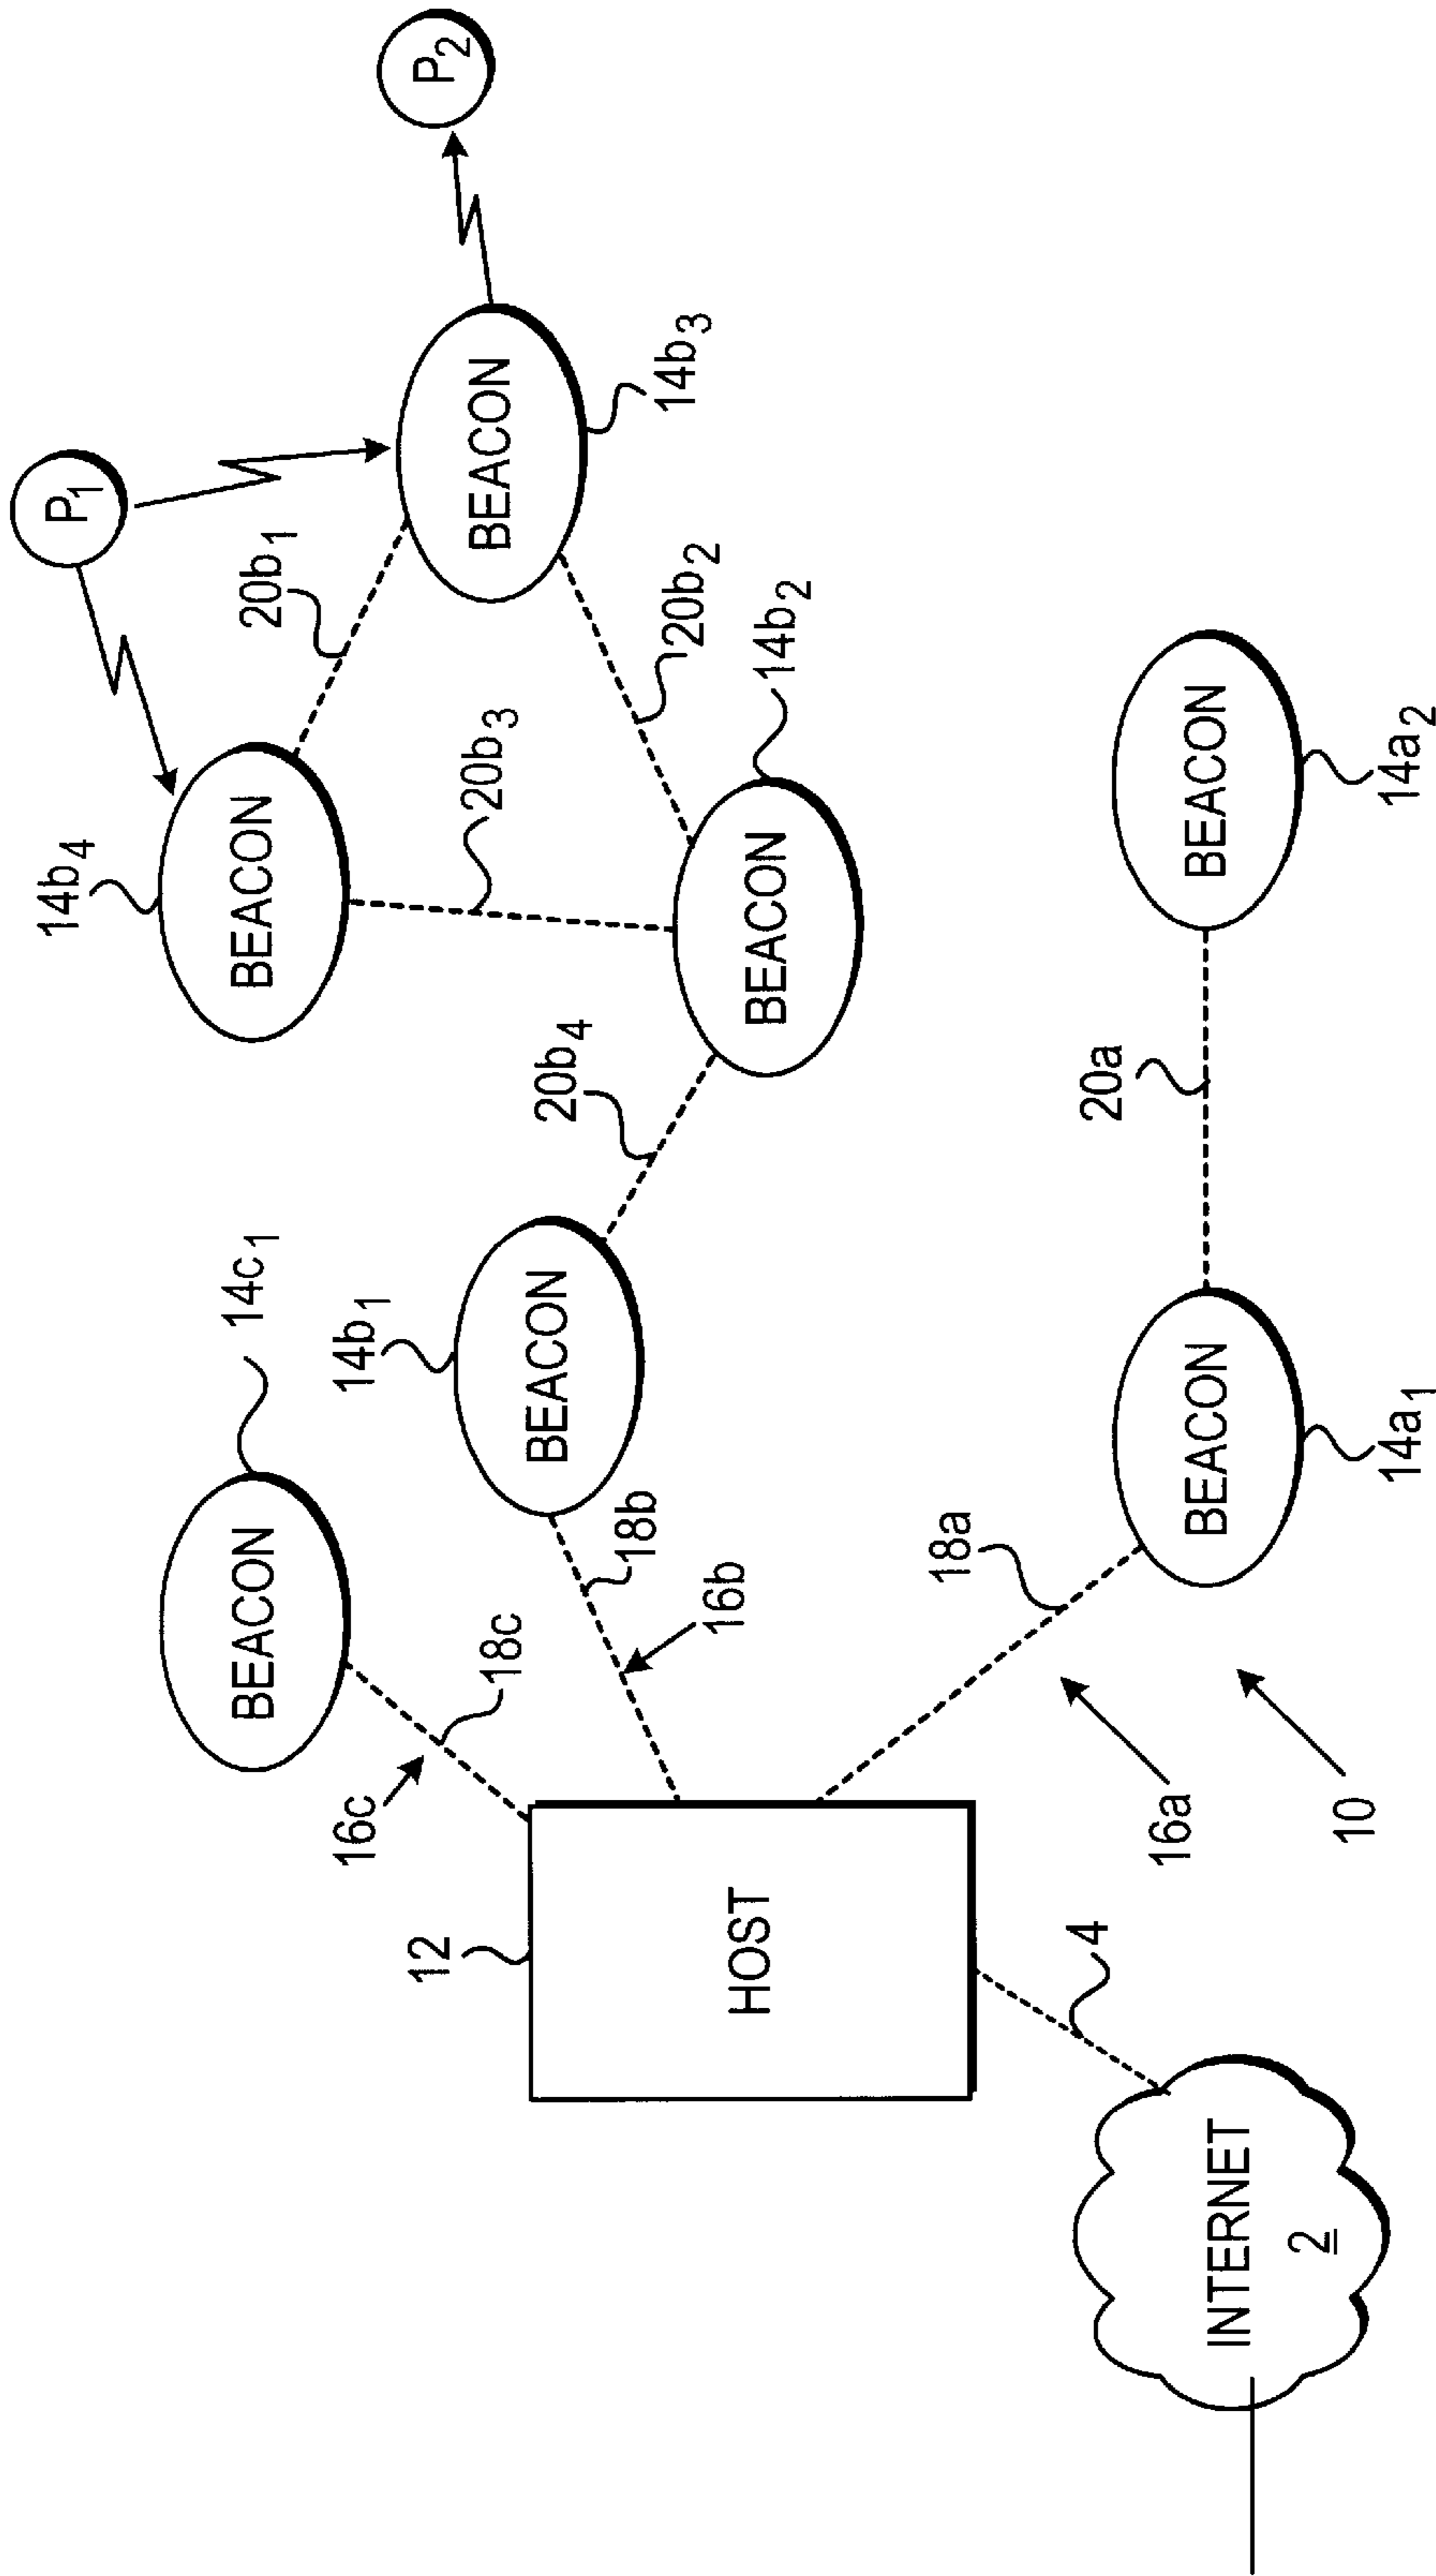 P₁
P₂
14b₄
BEACON
20b₁
BEACON
14b₃
20b₃
20b₂
14c₁
BEACON
14b₁
BEACON
20b₄
BEACON
14b₂
16c
18c
18b
16b
12
HOST
18a
20a
BEACON
14a₁
BEACON
14a₂
16a
10
4
INTERNET
2